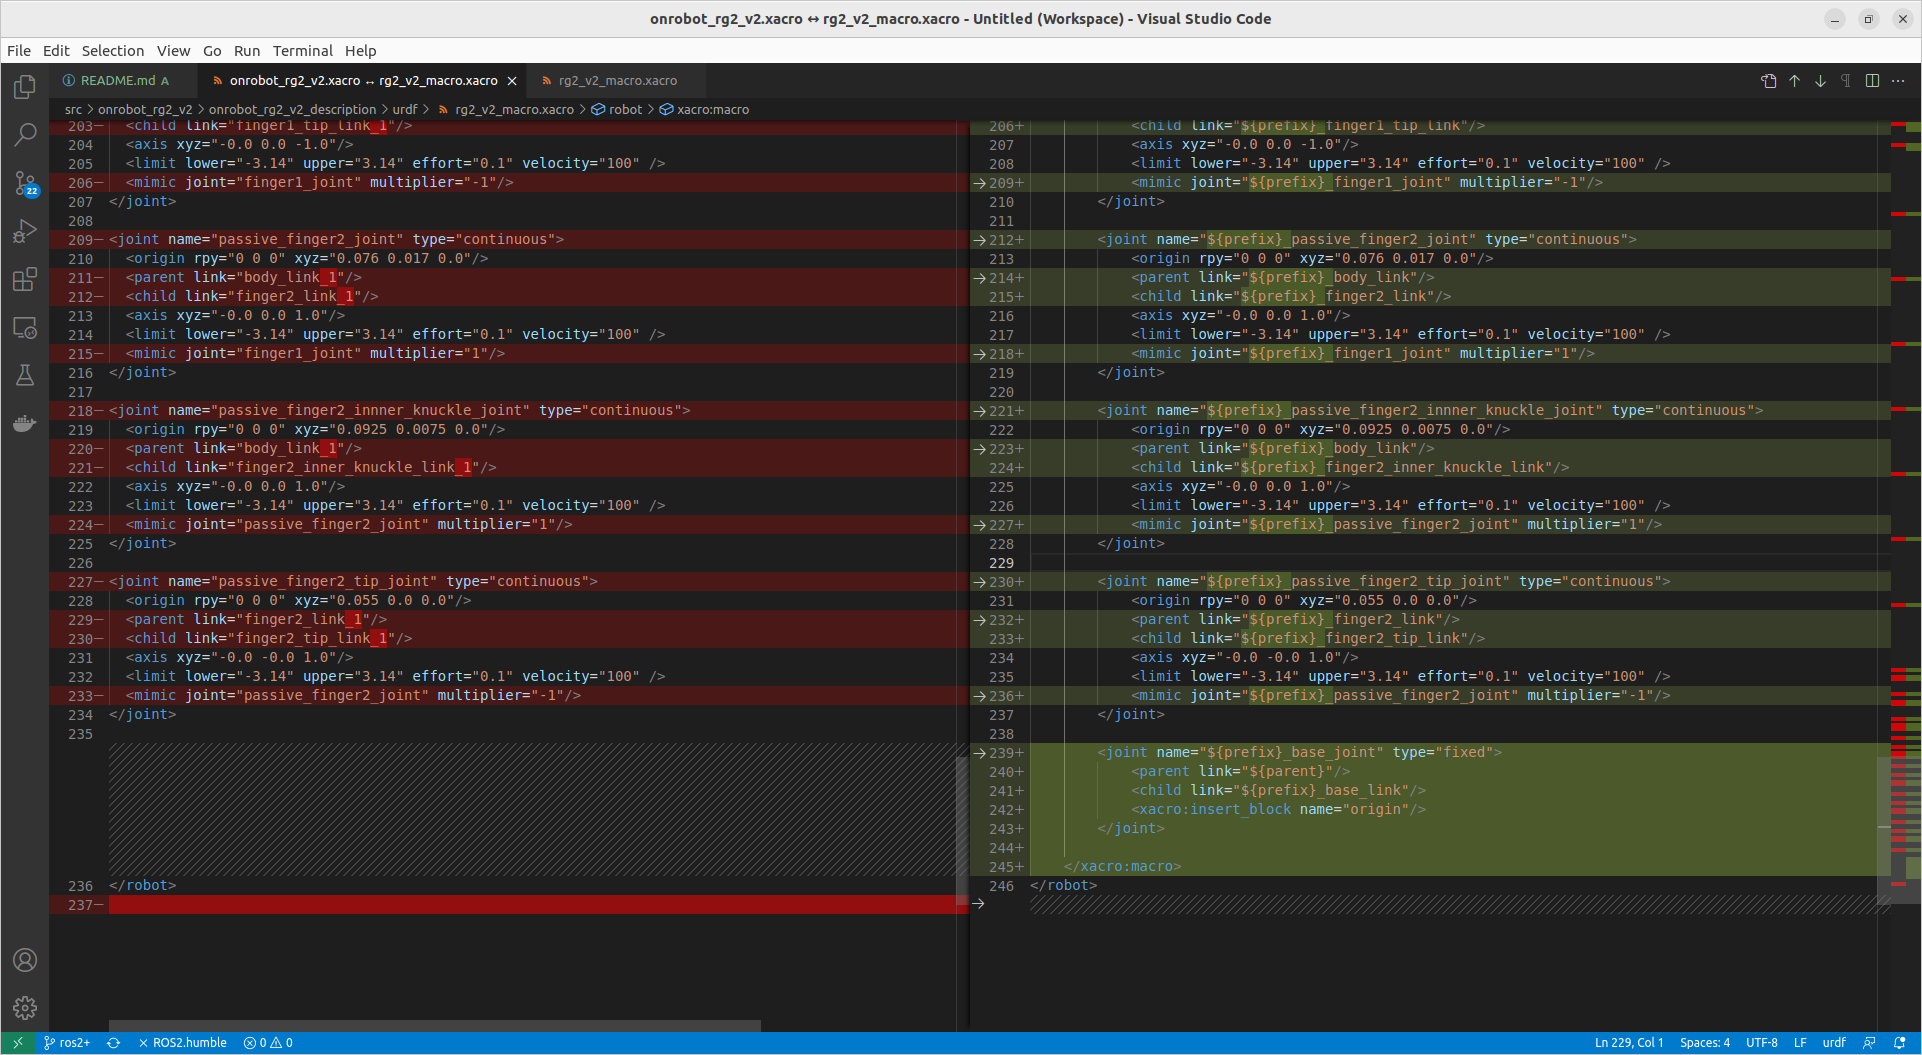 onrobot_rg2_v2.xacro ↔ rg2_v2_macro.xacro - Untitled (Workspace) - Visual Studio Code
File Edit Selection View Go Run Terminal Help
README.md A
onrobot_rg2_v2.xacro ↔ rg2_v2_macro.xacro
rg2_v2_macro.xacro
src > onrobot_rg2_v2 > onrobot_rg2_v2_description > urdf > rg2_v2_macro.xacro > robot > xacro:macro
203− <child link="finger1_tip_link_1"/>
204 <axis xyz="-0.0 0.0 -1.0"/>
205 <limit lower="-3.14" upper="3.14" effort="0.1" velocity="100" />
206− <mimic joint="finger1_joint" multiplier="-1"/>
207 </joint>
208
209− <joint name="passive_finger2_joint" type="continuous">
210 <origin rpy="0 0 0" xyz="0.076 0.017 0.0"/>
211− <parent link="body_link_1"/>
212− <child link="finger2_link_1"/>
213 <axis xyz="-0.0 0.0 1.0"/>
214 <limit lower="-3.14" upper="3.14" effort="0.1" velocity="100" />
215− <mimic joint="finger1_joint" multiplier="1"/>
216 </joint>
217
218− <joint name="passive_finger2_innner_knuckle_joint" type="continuous">
219 <origin rpy="0 0 0" xyz="0.0925 0.0075 0.0"/>
220− <parent link="body_link_1"/>
221− <child link="finger2_inner_knuckle_link_1"/>
222 <axis xyz="-0.0 0.0 1.0"/>
223 <limit lower="-3.14" upper="3.14" effort="0.1" velocity="100" />
224− <mimic joint="passive_finger2_joint" multiplier="1"/>
225 </joint>
226
227− <joint name="passive_finger2_tip_joint" type="continuous">
228 <origin rpy="0 0 0" xyz="0.055 0.0 0.0"/>
229− <parent link="finger2_link_1"/>
230− <child link="finger2_tip_link_1"/>
231 <axis xyz="-0.0 -0.0 1.0"/>
232 <limit lower="-3.14" upper="3.14" effort="0.1" velocity="100" />
233− <mimic joint="passive_finger2_joint" multiplier="-1"/>
234 </joint>
235
236 </robot>
237−
206+ <child link="${prefix}_finger1_tip_link"/>
207 <axis xyz="-0.0 0.0 -1.0"/>
208 <limit lower="-3.14" upper="3.14" effort="0.1" velocity="100" />
→209+ <mimic joint="${prefix}_finger1_joint" multiplier="-1"/>
210 </joint>
211
→212+ <joint name="${prefix}_passive_finger2_joint" type="continuous">
213 <origin rpy="0 0 0" xyz="0.076 0.017 0.0"/>
→214+ <parent link="${prefix}_body_link"/>
215+ <child link="${prefix}_finger2_link"/>
216 <axis xyz="-0.0 0.0 1.0"/>
217 <limit lower="-3.14" upper="3.14" effort="0.1" velocity="100" />
→218+ <mimic joint="${prefix}_finger1_joint" multiplier="1"/>
219 </joint>
220
→221+ <joint name="${prefix}_passive_finger2_innner_knuckle_joint" type="continuous">
222 <origin rpy="0 0 0" xyz="0.0925 0.0075 0.0"/>
→223+ <parent link="${prefix}_body_link"/>
224+ <child link="${prefix}_finger2_inner_knuckle_link"/>
225 <axis xyz="-0.0 0.0 1.0"/>
226 <limit lower="-3.14" upper="3.14" effort="0.1" velocity="100" />
→227+ <mimic joint="${prefix}_passive_finger2_joint" multiplier="1"/>
228 </joint>
229
→230+ <joint name="${prefix}_passive_finger2_tip_joint" type="continuous">
231 <origin rpy="0 0 0" xyz="0.055 0.0 0.0"/>
→232+ <parent link="${prefix}_finger2_link"/>
233+ <child link="${prefix}_finger2_tip_link"/>
234 <axis xyz="-0.0 -0.0 1.0"/>
235 <limit lower="-3.14" upper="3.14" effort="0.1" velocity="100" />
→236+ <mimic joint="${prefix}_passive_finger2_joint" multiplier="-1"/>
237 </joint>
238
→239+ <joint name="${prefix}_base_joint" type="fixed">
240+ <parent link="${parent}"/>
241+ <child link="${prefix}_base_link"/>
242+ <xacro:insert_block name="origin"/>
243+ </joint>
244+
245+ </xacro:macro>
246 </robot>
22
ros2+ ROS2.humble 0 0 Ln 229, Col 1 Spaces: 4 UTF-8 LF urdf